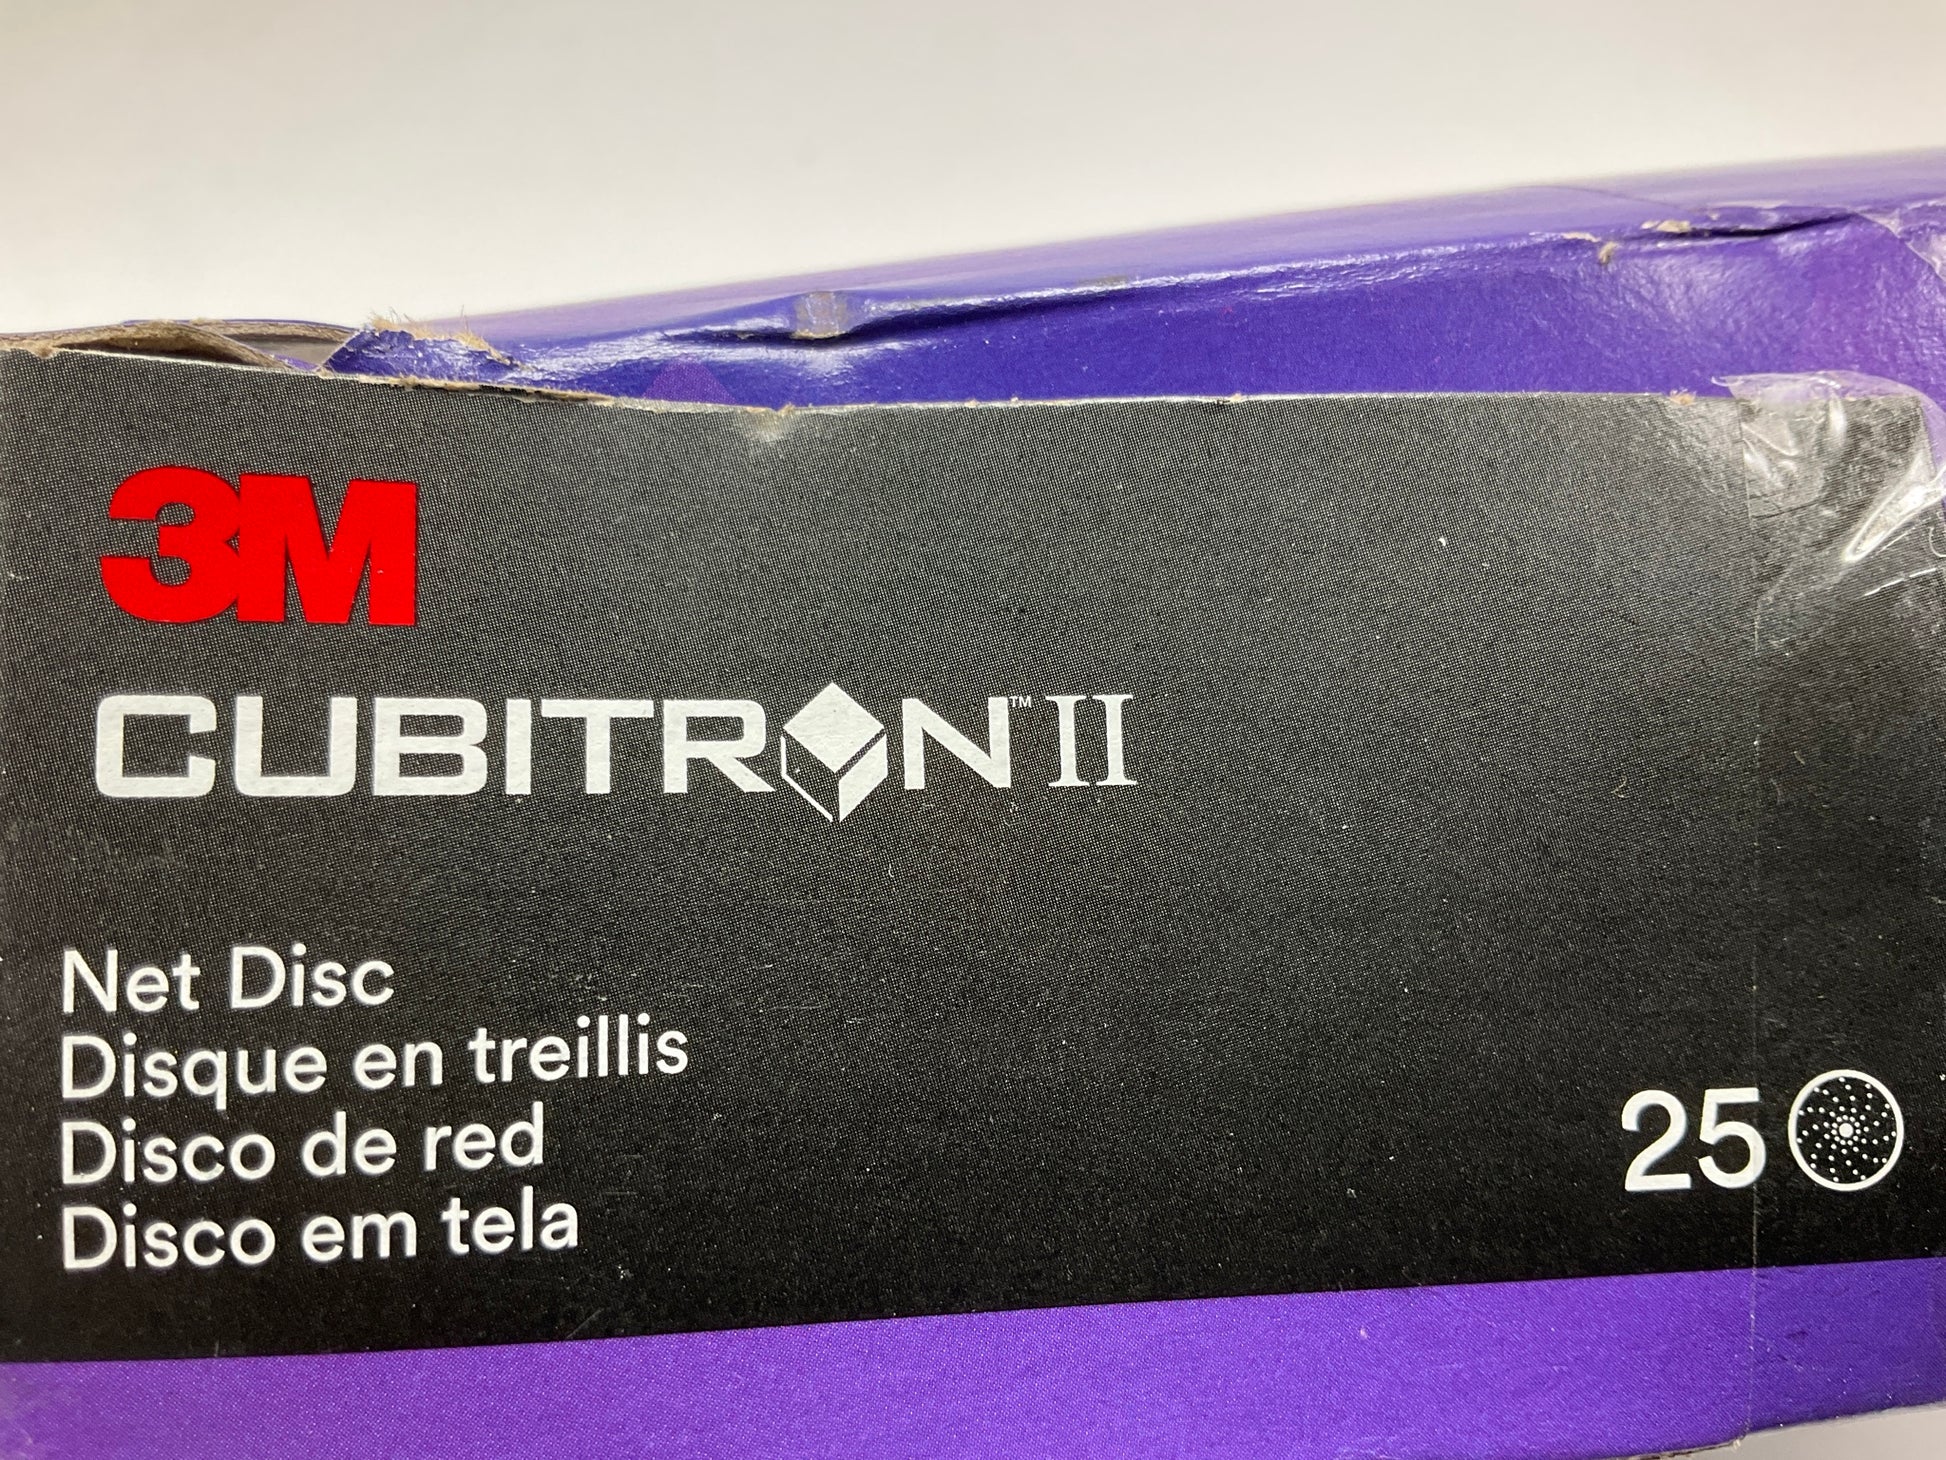 3M
CUBITRON™ II
Net Disc
Disque en treillis
Disco de red
Disco em tela
25